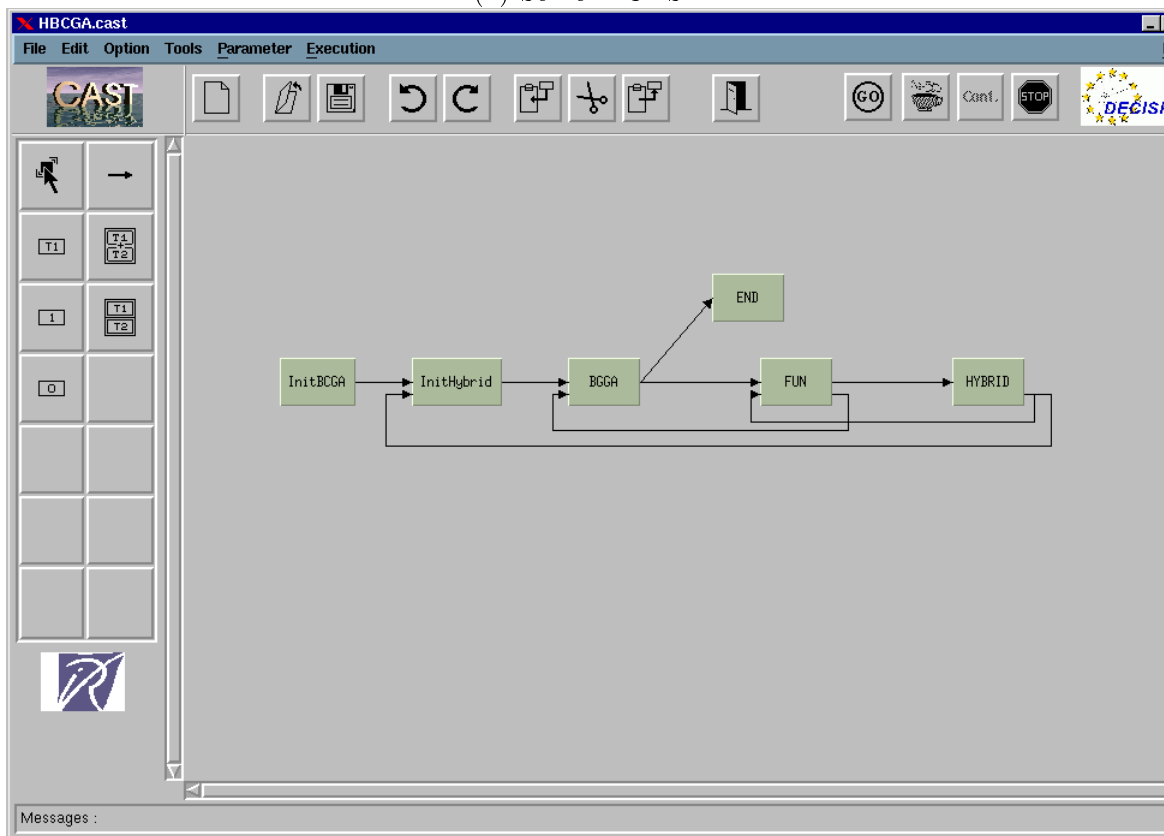 HBCGA.cast
File Edit Option Tools Parameter Execution
CAST
GO Cont. STOP
T1 T1 + T2
1 T1 T2
O
END
InitBCGA InitHybrid BGGA FUN HYBRID
Messages :